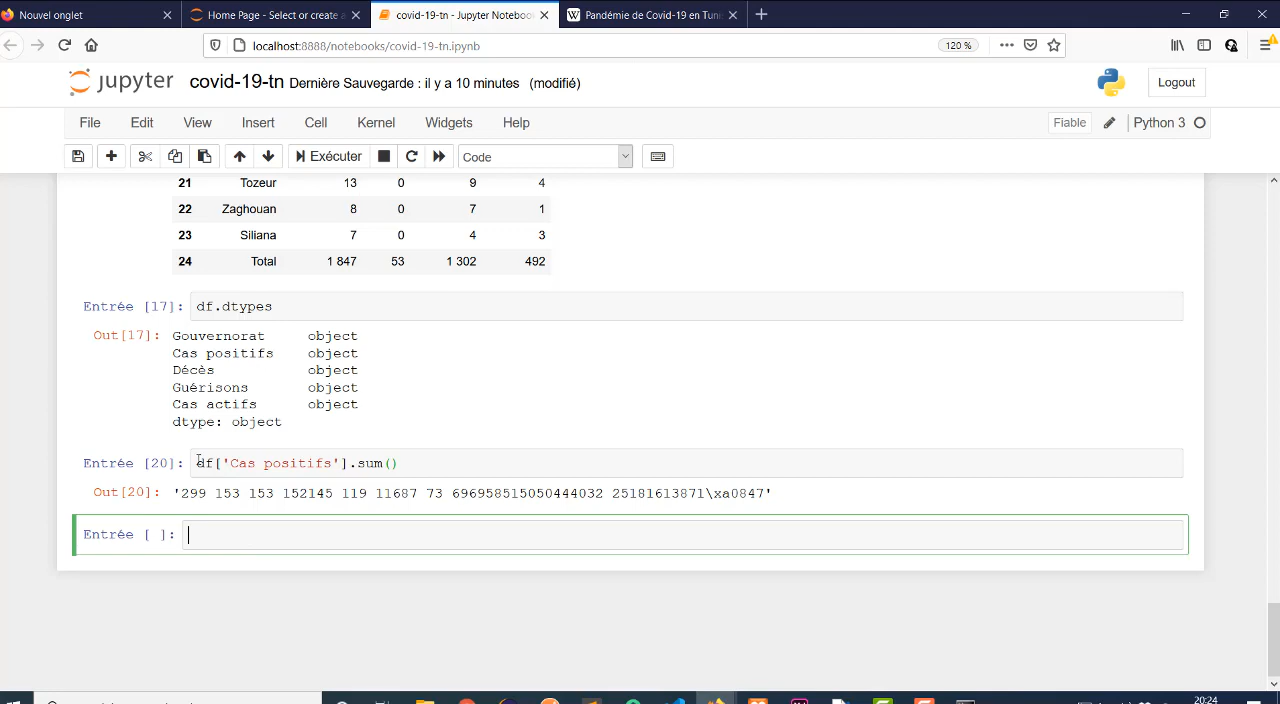 Nouvel onglet
Home Page - Select or create a
covid-19-tn - Jupyter Notebook
Pandémie de Covid-19 en Tuni
localhost:8888/notebooks/covid-19-tn.ipynb
120 %
jupyter
covid-19-tn Dernière Sauvegarde : il y a 10 minutes (modifié)
Logout
File Edit View Insert Cell Kernel Widgets Help
Fiable
Python 3
Exécuter
Code
21 Tozeur 13 0 9 4
22 Zaghouan 8 0 7 1
23 Siliana 7 0 4 3
24 Total 1 847 53 1 302 492
Entrée [17]: df.dtypes
Out[17]: Gouvernorat object
Cas positifs object
Décès object
Guérisons object
Cas actifs object
dtype: object
Entrée [20]: df['Cas positifs'].sum()
Out[20]: '299 153 153 152145 119 11687 73 696958515050444032 25181613871\xa0847'
Entrée [ ]:
20:24